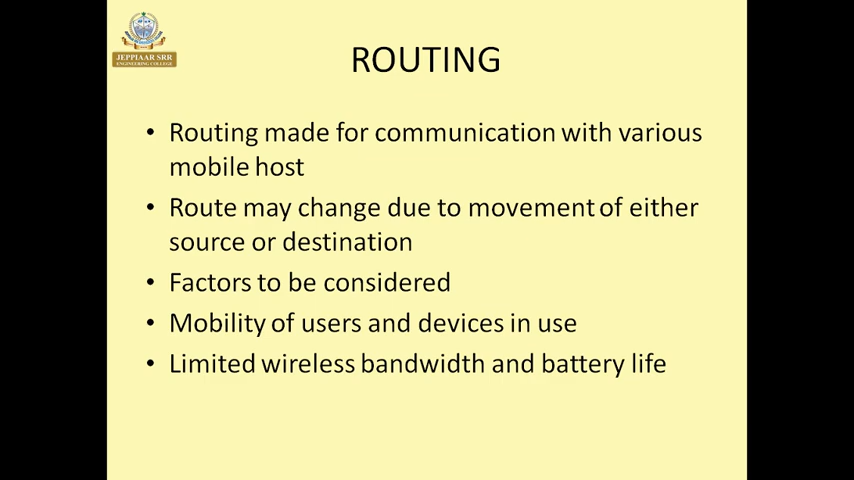 JEPPIAAR SRR
ENGINEERING COLLEGE
ROUTING
• Routing made for communication with various
mobile host
• Route may change due to movement of either
source or destination
• Factors to be considered
• Mobility of users and devices in use
• Limited wireless bandwidth and battery life